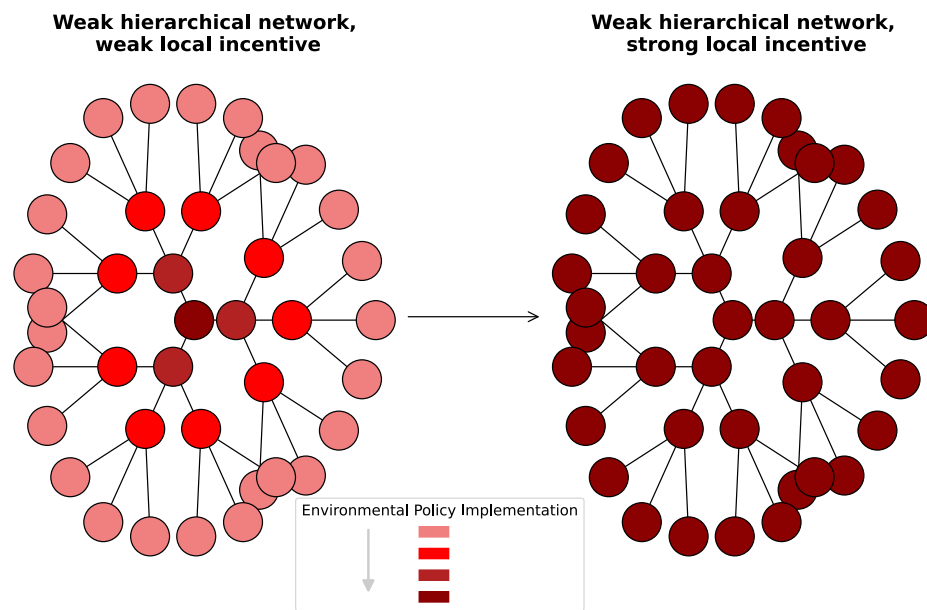 Weak hierarchical network,
weak local incentive
Weak hierarchical network,
strong local incentive
Environmental Policy Implementation